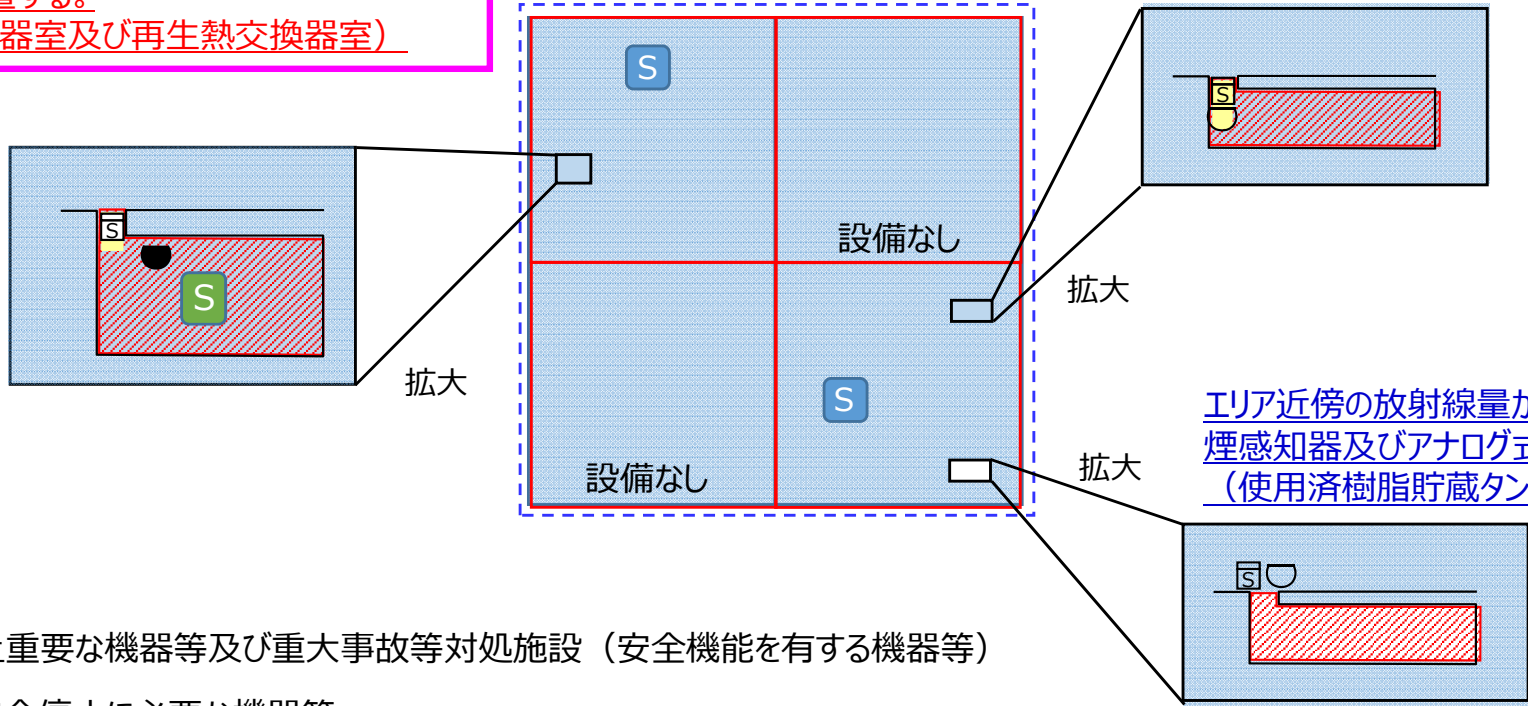 置する。
器室及び再生熱交換器室）
S
S
設備なし
S
S
拡大
拡大
S
設備なし
拡大
エリア近傍の放射線量が
煙感知器及びアナログ式
（使用済樹脂貯蔵タン
S
重要な機器等及び重大事故等対処施設（安全機能を有する機器等）